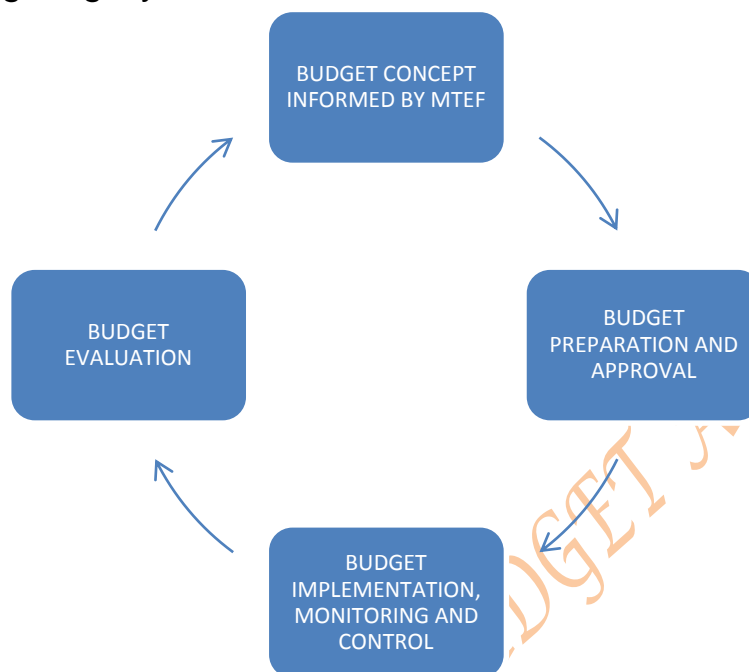 BUDGET CONCEPT
INFORMED BY MTEF
BUDGET
PREPARATION AND
APPROVAL
BUDGET
IMPLEMENTATION,
MONITORING AND
CONTROL
BUDGET
EVALUATION